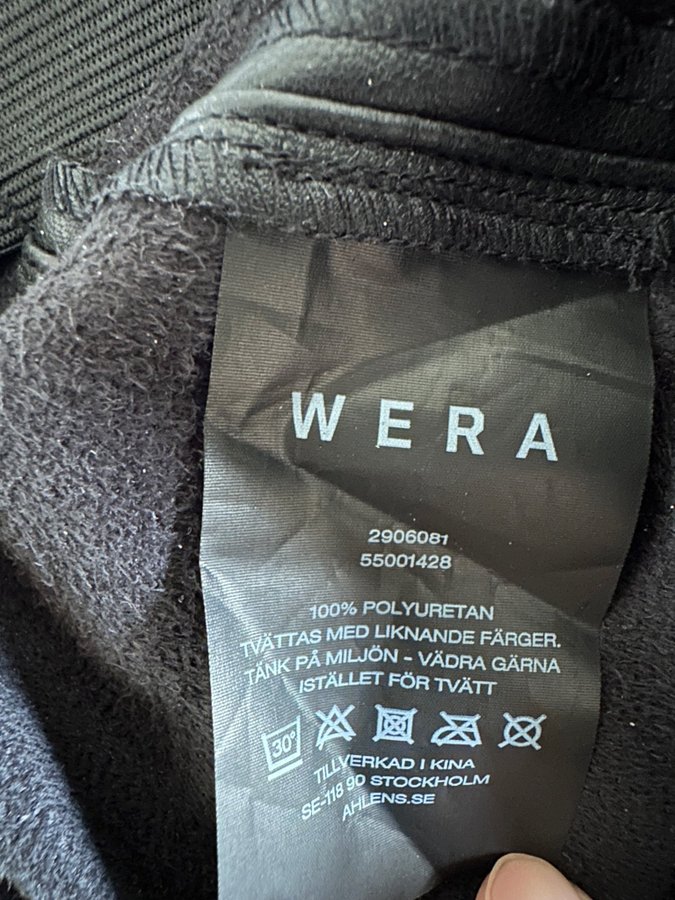 WERA
2906081
55001428
100% POLYURETAN
TVÄTTAS MED LIKNANDE FÄRGER.
TÄNK PÅ MILJÖN - VÄDRA GÄRNA
ISTÄLLET FÖR TVÄTT
30°
TILLVERKAD I KINA
SE-118 90 STOCKHOLM
AHLENS.SE